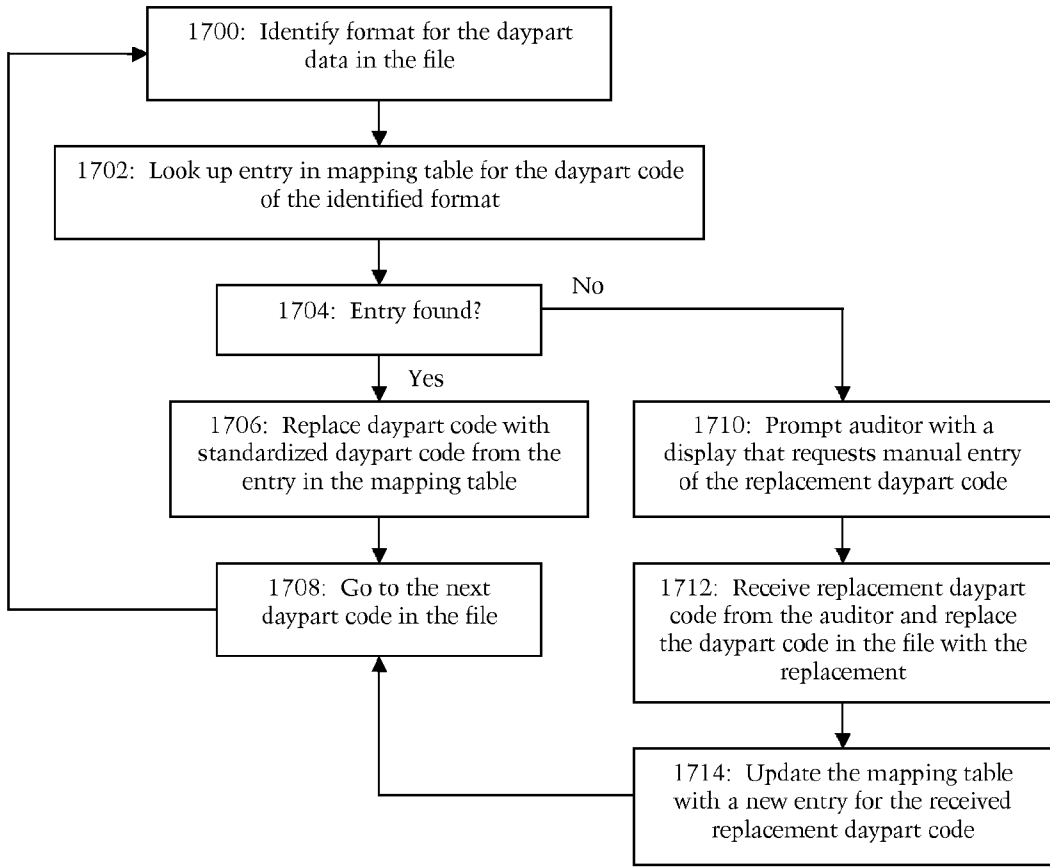 1700: Identify format for the daypart
data in the file
1702: Look up entry in mapping table for the daypart code
of the identified format
1704: Entry found?
No
Yes
1706: Replace daypart code with
standardized daypart code from the
entry in the mapping table
1708: Go to the next
daypart code in the file
1710: Prompt auditor with a
display that requests manual entry
of the replacement daypart code
1712: Receive replacement daypart
code from the auditor and replace
the daypart code in the file with the
replacement
1714: Update the mapping table
with a new entry for the received
replacement daypart code